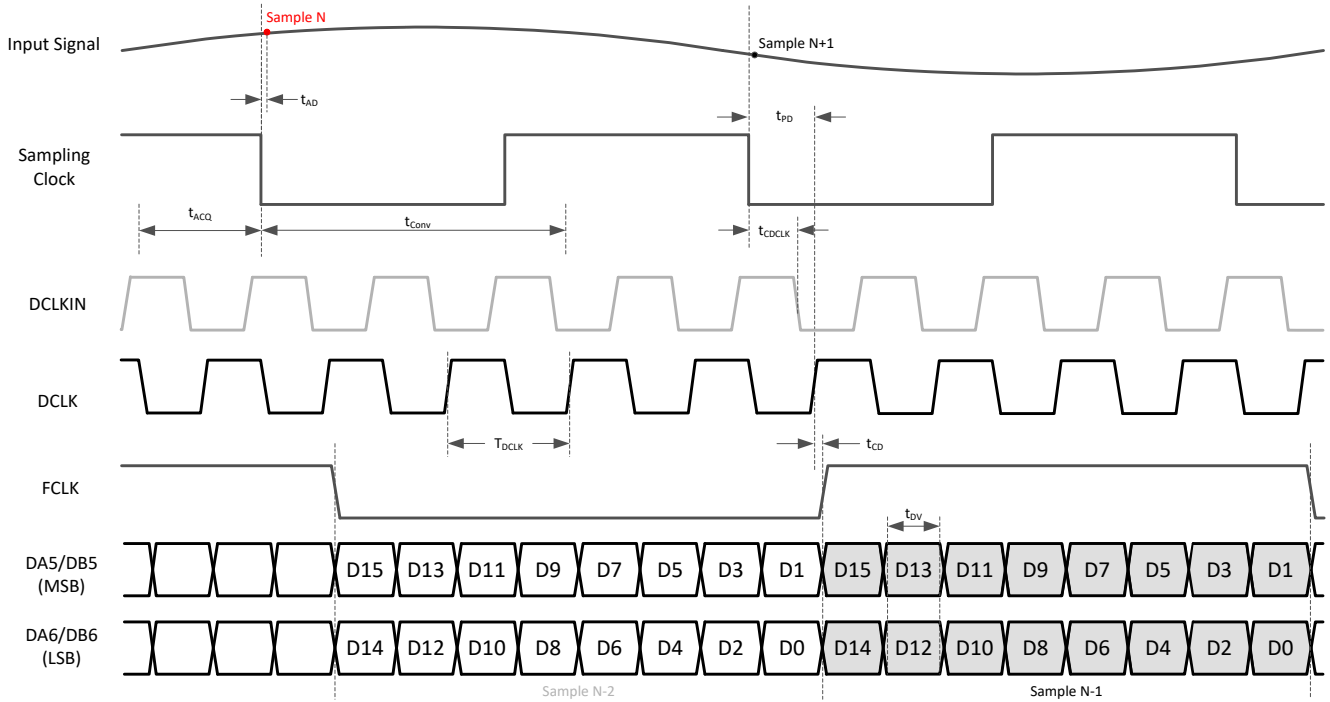 Sample N
Input Signal
Sample N+1
tAD
tPD
Sampling
Clock
tACQ
tConv
tCDCLK
DCLKIN
DCLK
TDCLK
tCD
FCLK
tDV
DA5/DB5
(MSB)
D15 D13 D11 D9 D7 D5 D3 D1 D15 D13 D11 D9 D7 D5 D3 D1
DA6/DB6
(LSB)
D14 D12 D10 D8 D6 D4 D2 D0 D14 D12 D10 D8 D6 D4 D2 D0
Sample N-2
Sample N-1